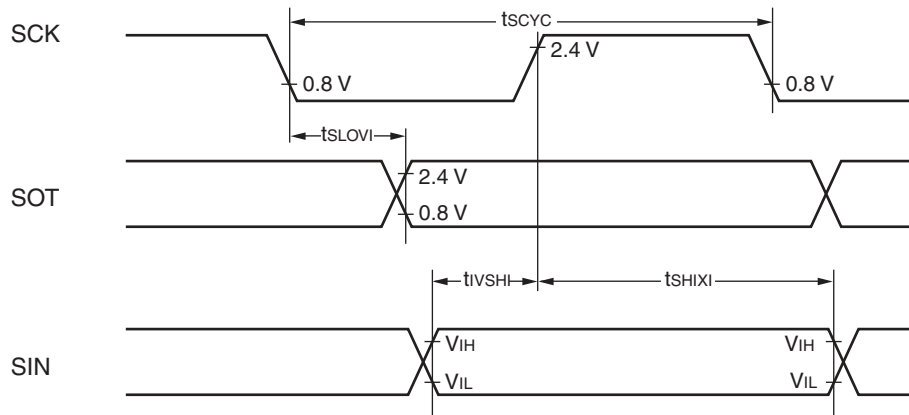 tSCYC
SCK
2.4 V
0.8 V
0.8 V
tSLOVI
SOT
2.4 V
0.8 V
tIVSHI
tSHIXI
SIN
VIH
VIH
VIL
VIL